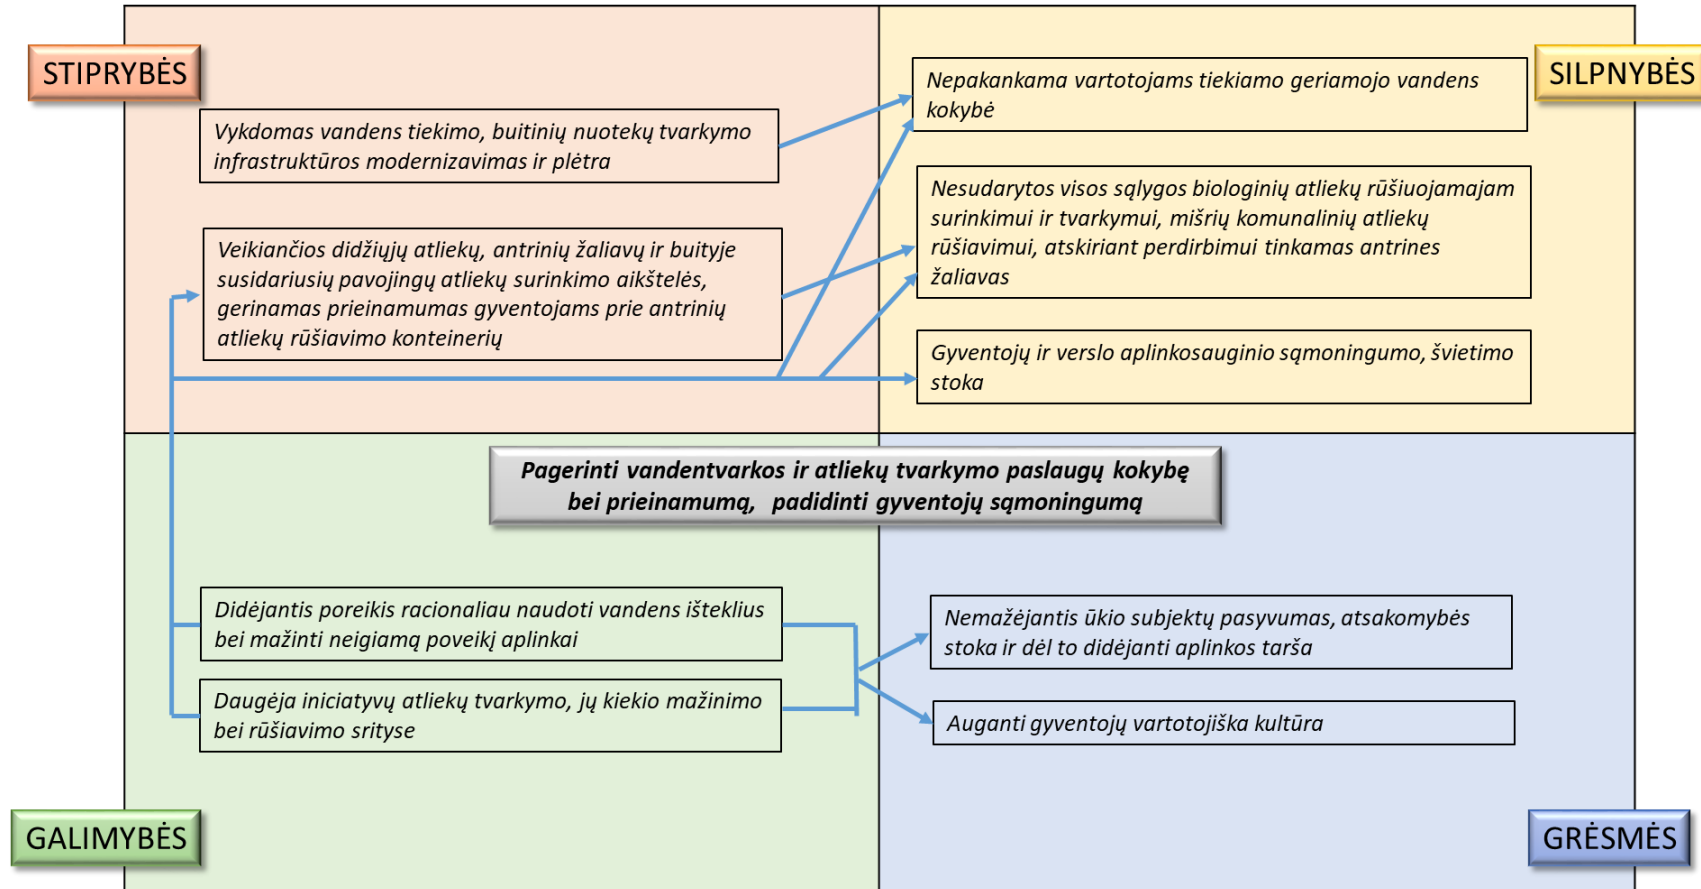 STIPRYBĖS
Vykdomas vandens tiekimo, buitinių nuotekų tvarkymo
infrastruktūros modernizavimas ir plėtra
Veikiančios didžiųjų atliekų, antrinių žaliavų ir buityje
susidariusių pavojingų atliekų surinkimo aikštelės,
gerinamas prieinamumas gyventojams prie antrinių
atliekų rūšiavimo konteinerių
SILPNYBĖS
Nepakankama vartotojams tiekiamo geriamojo vandens
kokybė
Nesudarytos visos sąlygos biologinių atliekų rūšiuojamajam
surinkimui ir tvarkymui, mišrių komunalinių atliekų
rūšiavimui, atskiriant perdirbimui tinkamas antrines
žaliavas
Gyventojų ir verslo aplinkosauginio sąmoningumo, švietimo
stoka
Pagerinti vandentvarkos ir atliekų tvarkymo paslaugų kokybę
bei prieinamumą, padidinti gyventojų sąmoningumą
Didėjantis poreikis racionaliau naudoti vandens išteklius
bei mažinti neigiamą poveikį aplinkai
Daugėja iniciatyvų atliekų tvarkymo, jų kiekio mažinimo
bei rūšiavimo srityse
GALIMYBĖS
Nemažėjantis ūkio subjektų pasyvumas, atsakomybės
stoka ir dėl to didėjanti aplinkos tarša
Auganti gyventojų vartotojiška kultūra
GRĖSMĖS